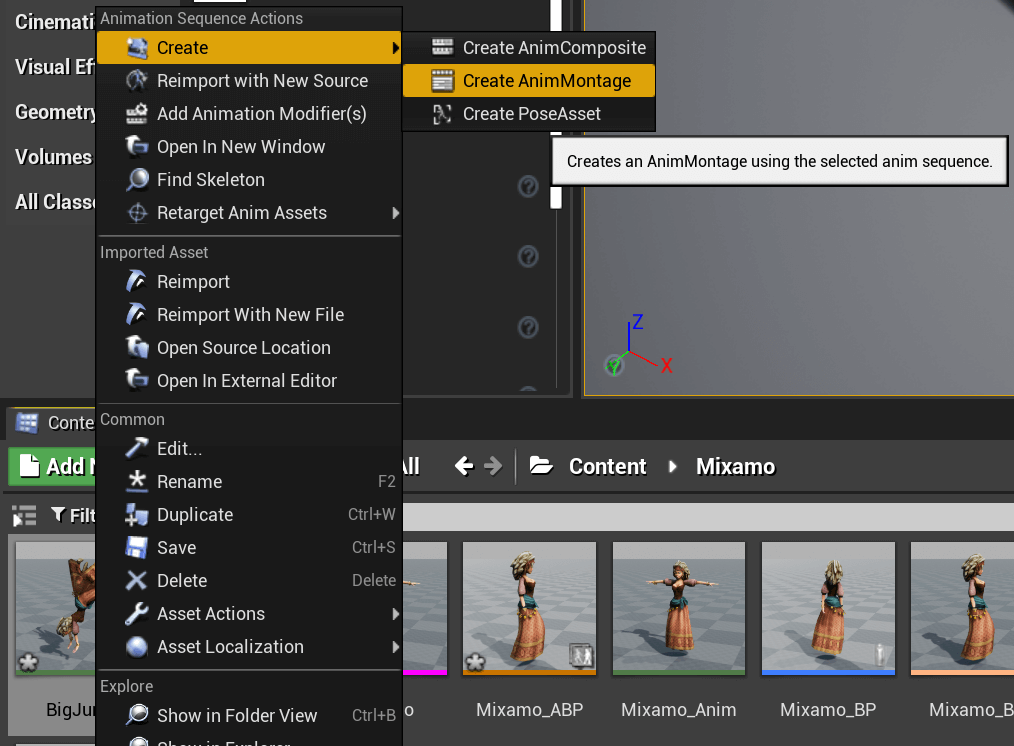 Cinemati
Visual Ef
Geometry
Volumes
All Classe
Animation Sequence Actions
Create
Reimport with New Source
Add Animation Modifier(s)
Open In New Window
Find Skeleton
Retarget Anim Assets
Imported Asset
Reimport
Reimport With New File
Open Source Location
Open In External Editor
Common
Edit...
Rename F2
Duplicate Ctrl+W
Save Ctrl+S
Delete Delete
Asset Actions
Asset Localization
Explore
Show in Folder View Ctrl+B
Show in Explorer
Create AnimComposite
Create AnimMontage
Create PoseAsset
Creates an AnimMontage using the selected anim sequence.
Z
X
Y
Conte
Add N
All
Content
Mixamo
Filt
BigJu
o
Mixamo_ABP
Mixamo_Anim
Mixamo_BP
Mixamo_B